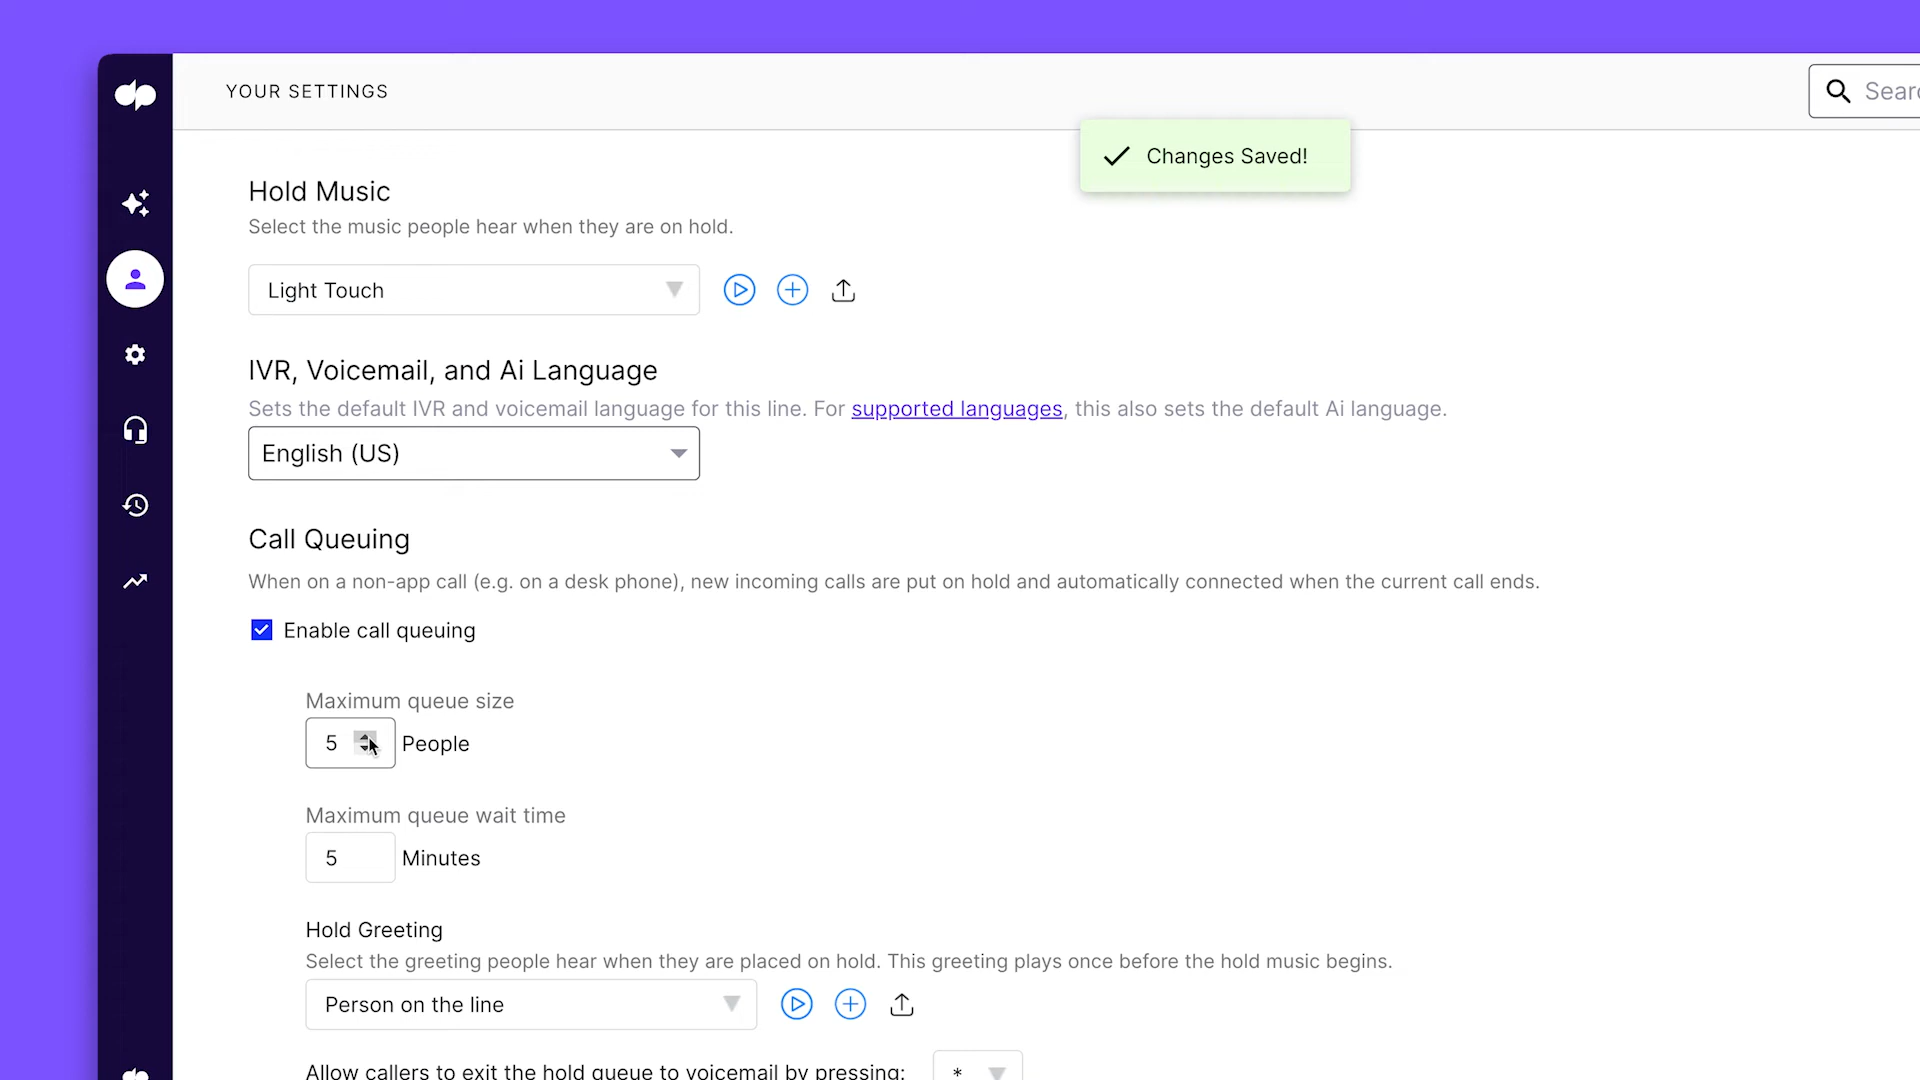 YOUR SETTINGS
Changes Saved!
Hold Music
Select the music people hear when they are on hold.
Light Touch
IVR, Voicemail, and Ai Language
Sets the default IVR and voicemail language for this line. For supported languages, this also sets the default Ai language.
English (US)
Call Queuing
When on a non-app call (e.g. on a desk phone), new incoming calls are put on hold and automatically connected when the current call ends.
Enable call queuing
Maximum queue size
5 People
Maximum queue wait time
5 Minutes
Hold Greeting
Select the greeting people hear when they are placed on hold. This greeting plays once before the hold music begins.
Person on the line
Allow callers to exit the hold queue to voicemail by pressing: *